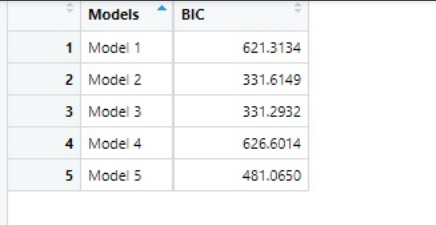 Models BIC
1 Model 1 621.3134
2 Model 2 331.6149
3 Model 3 331.2932
4 Model 4 626.6014
5 Model 5 481.0650